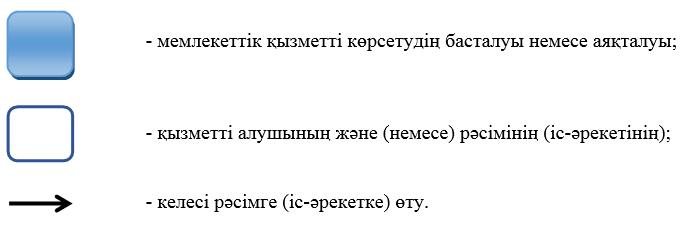 - мемлекеттік қызметті көрсетудің басталуы немесе аяқталуы;
- қызметті алушының және (немесе) рәсімінің (іс-әрекетінің);
- келесі рәсімге (іс-әрекетке) өту.